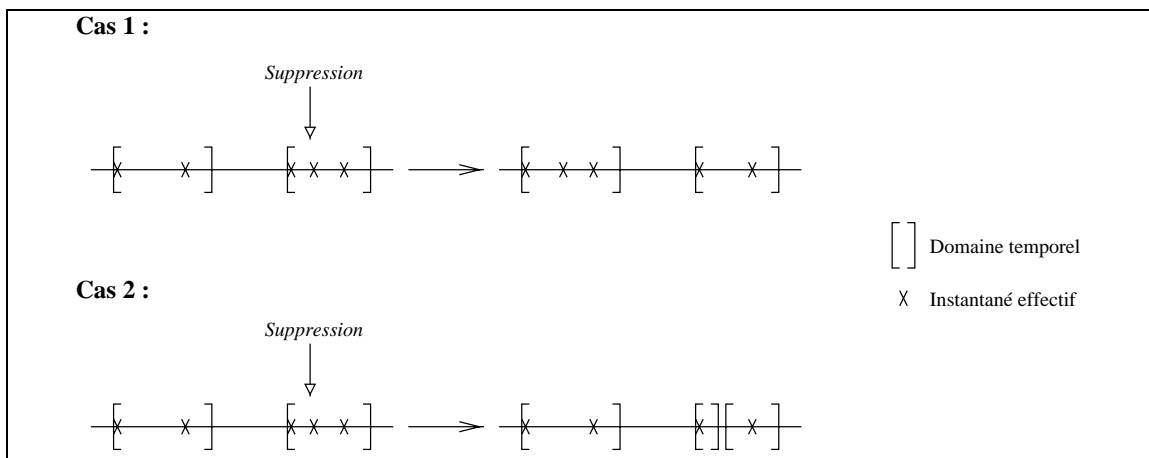 Cas 1 :
Suppression
Domaine temporel
Instantané effectif
Cas 2 :
Suppression